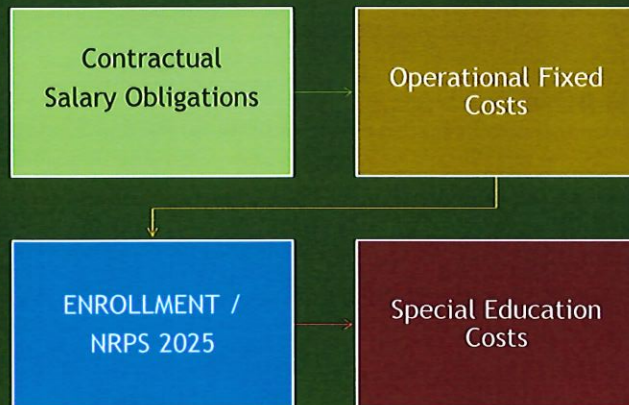 Contractual
Salary Obligations
Operational Fixed
Costs
ENROLLMENT /
NRPS 2025
Special Education
Costs